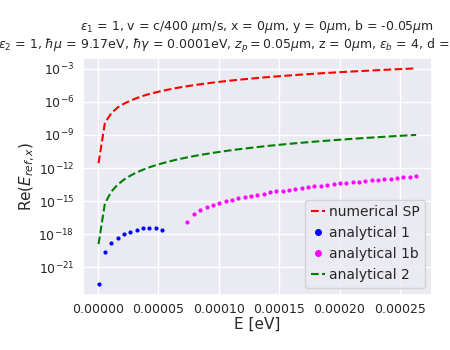 ε₁ = 1, v = c/400 μm/s, x = 0μm, y = 0μm, b = -0.05μm
ε₂ = 1, ħμ = 9.17eV, ħγ = 0.0001eV, zₚ = 0.05μm, z = 0μm, ε_b = 4, d =
Re(E_ref,x)
10⁻³
10⁻⁶
10⁻⁹
10⁻¹²
10⁻¹⁵
10⁻¹⁸
10⁻²¹
numerical SP
analytical 1
analytical 1b
analytical 2
0.00000 0.00005 0.00010 0.00015 0.00020 0.00025
E [eV]